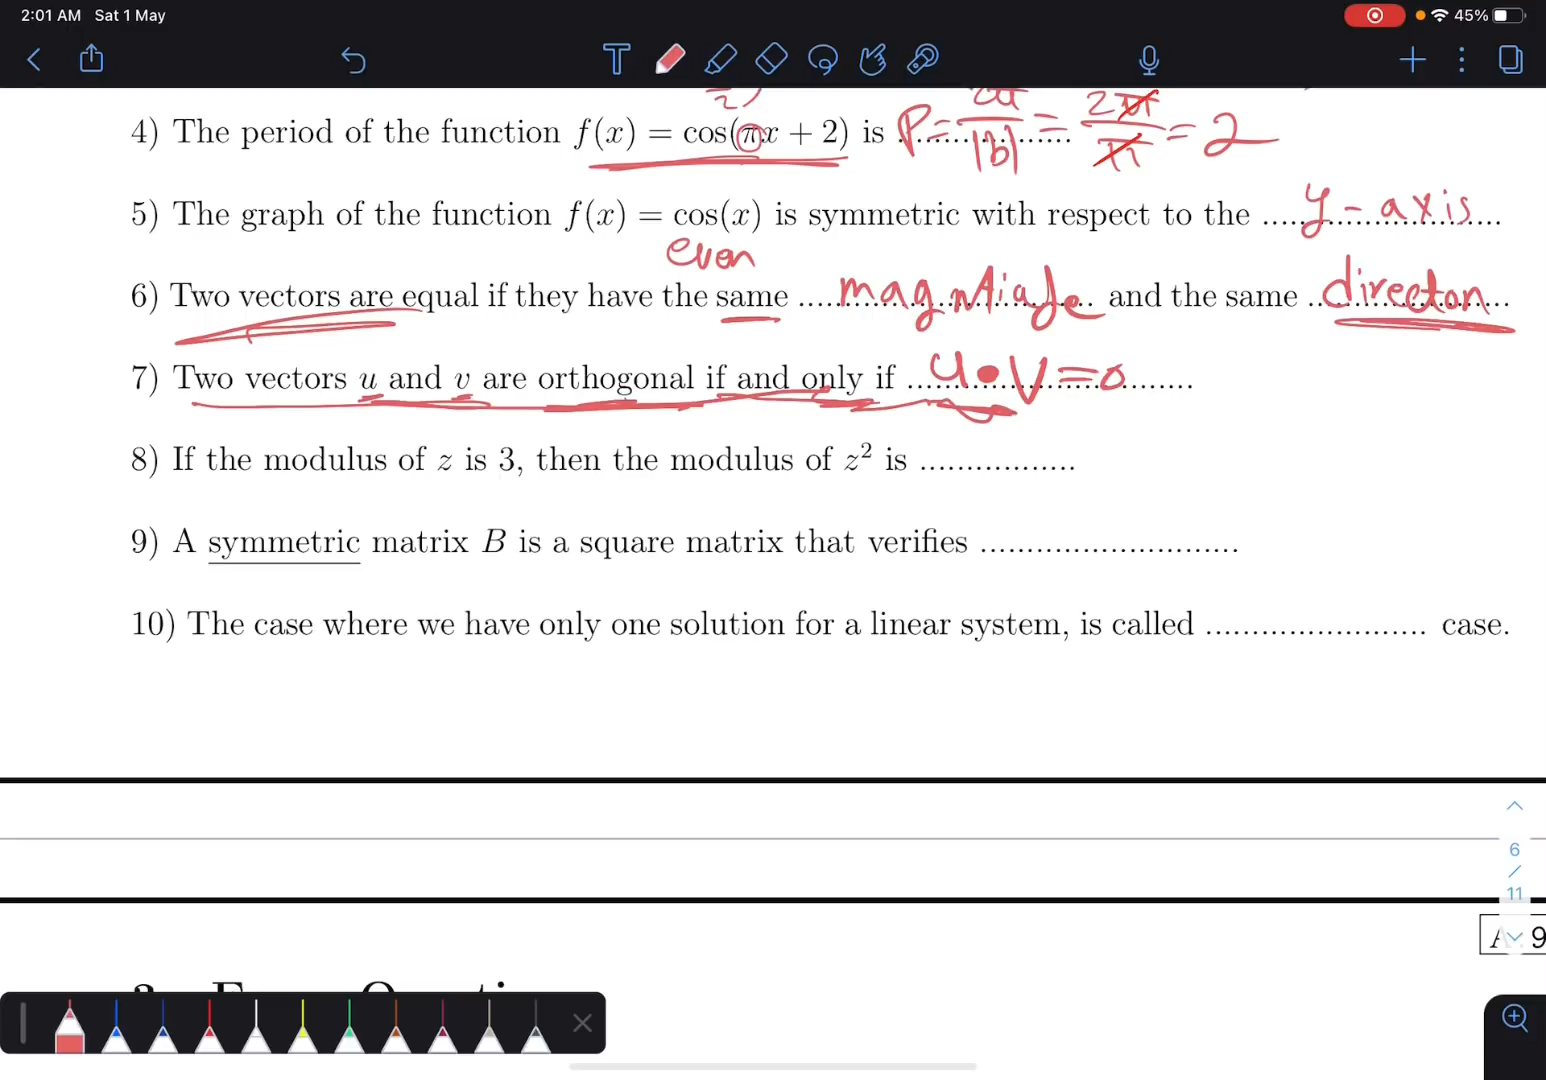 2:01 AM Sat 1 May 45%
4) The period of the function f(x) = cos(πx + 2) is P = 2π/|b| = 2π/π = 2
5) The graph of the function f(x) = cos(x) is symmetric with respect to the y-axis
even
6) Two vectors are equal if they have the same magnitiude and the same directon
7) Two vectors u and v are orthogonal if and only if u•v=0
8) If the modulus of z is 3, then the modulus of z² is .................
9) A symmetric matrix B is a square matrix that verifies ............................
10) The case where we have only one solution for a linear system, is called ........................ case.
6
/
11
9